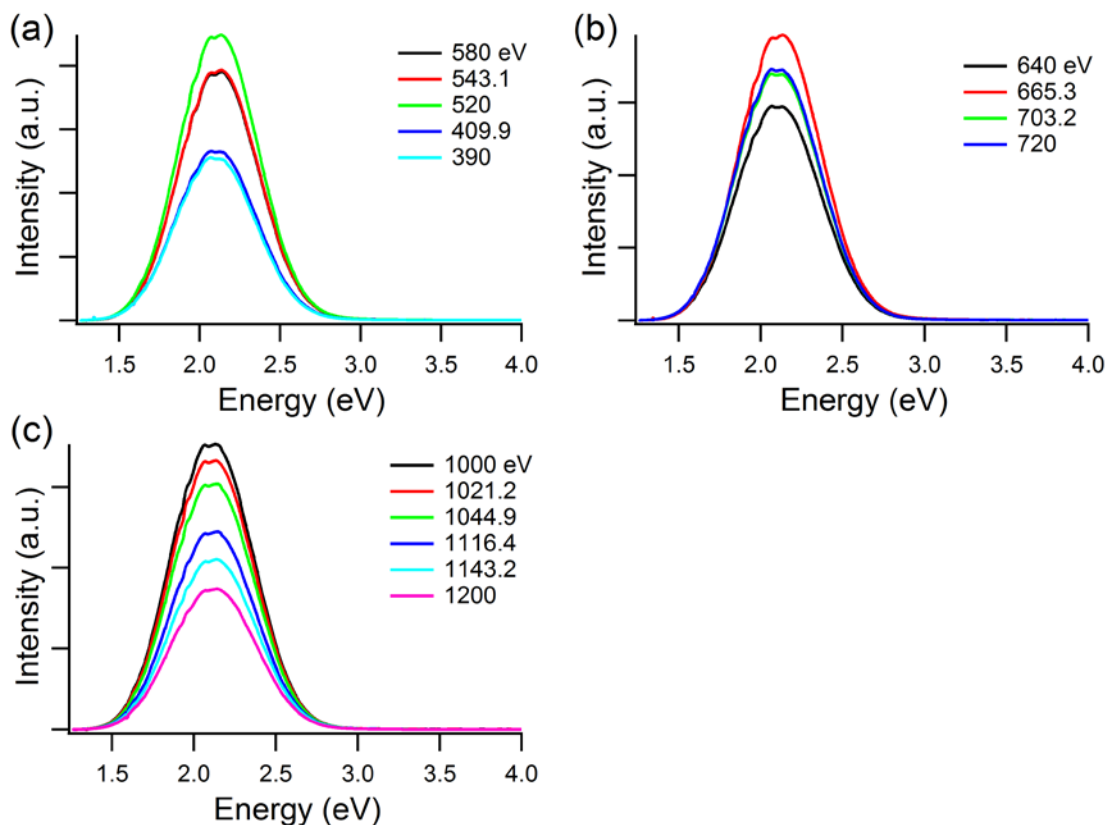 (a)
Intensity (a.u.)
580 eV
543.1
520
409.9
390
1.5 2.0 2.5 3.0 3.5 4.0
Energy (eV)
(b)
Intensity (a.u.)
640 eV
665.3
703.2
720
1.5 2.0 2.5 3.0 3.5 4.0
Energy (eV)
(c)
Intensity (a.u.)
1000 eV
1021.2
1044.9
1116.4
1143.2
1200
1.5 2.0 2.5 3.0 3.5 4.0
Energy (eV)